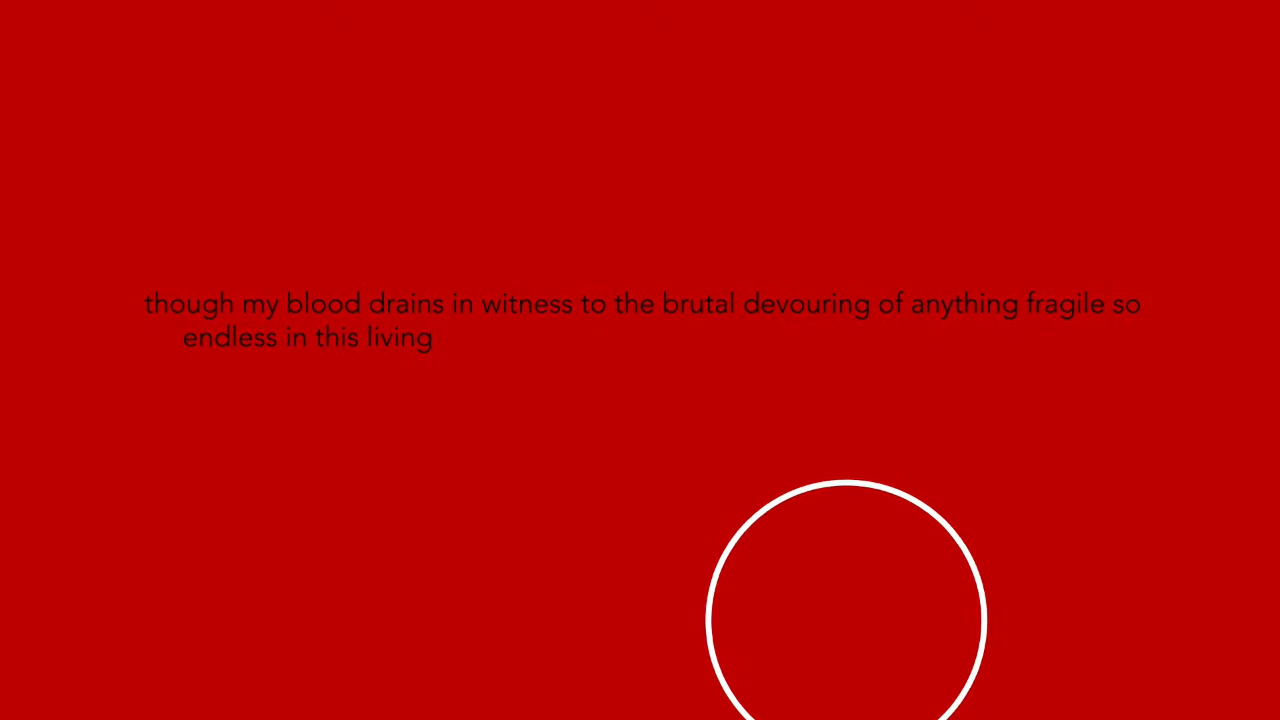 though my blood drains in witness to the brutal devouring of anything fragile so
endless in this living